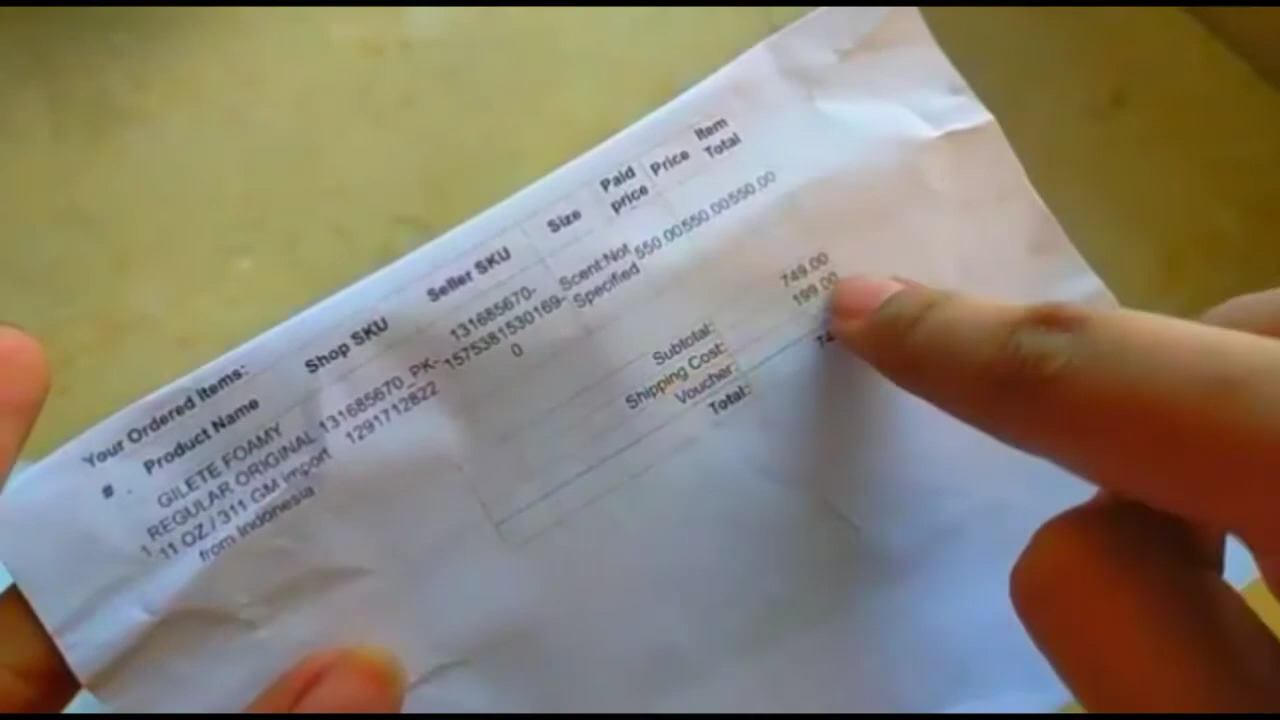 Your Ordered Items:
# Product Name Shop SKU Seller SKU Size Paid price Price Item Total
GILETE FOAMY
1 REGULAR ORIGINAL 131685670_PK- 131685670- Scent:Not 550.00 550.00 550.00
11 OZ / 311 GM import 1291712822 1575381530169- Specified
from Indonesia 0
Subtotal: 749.00
Shipping Cost: 199.00
Voucher:
Total: